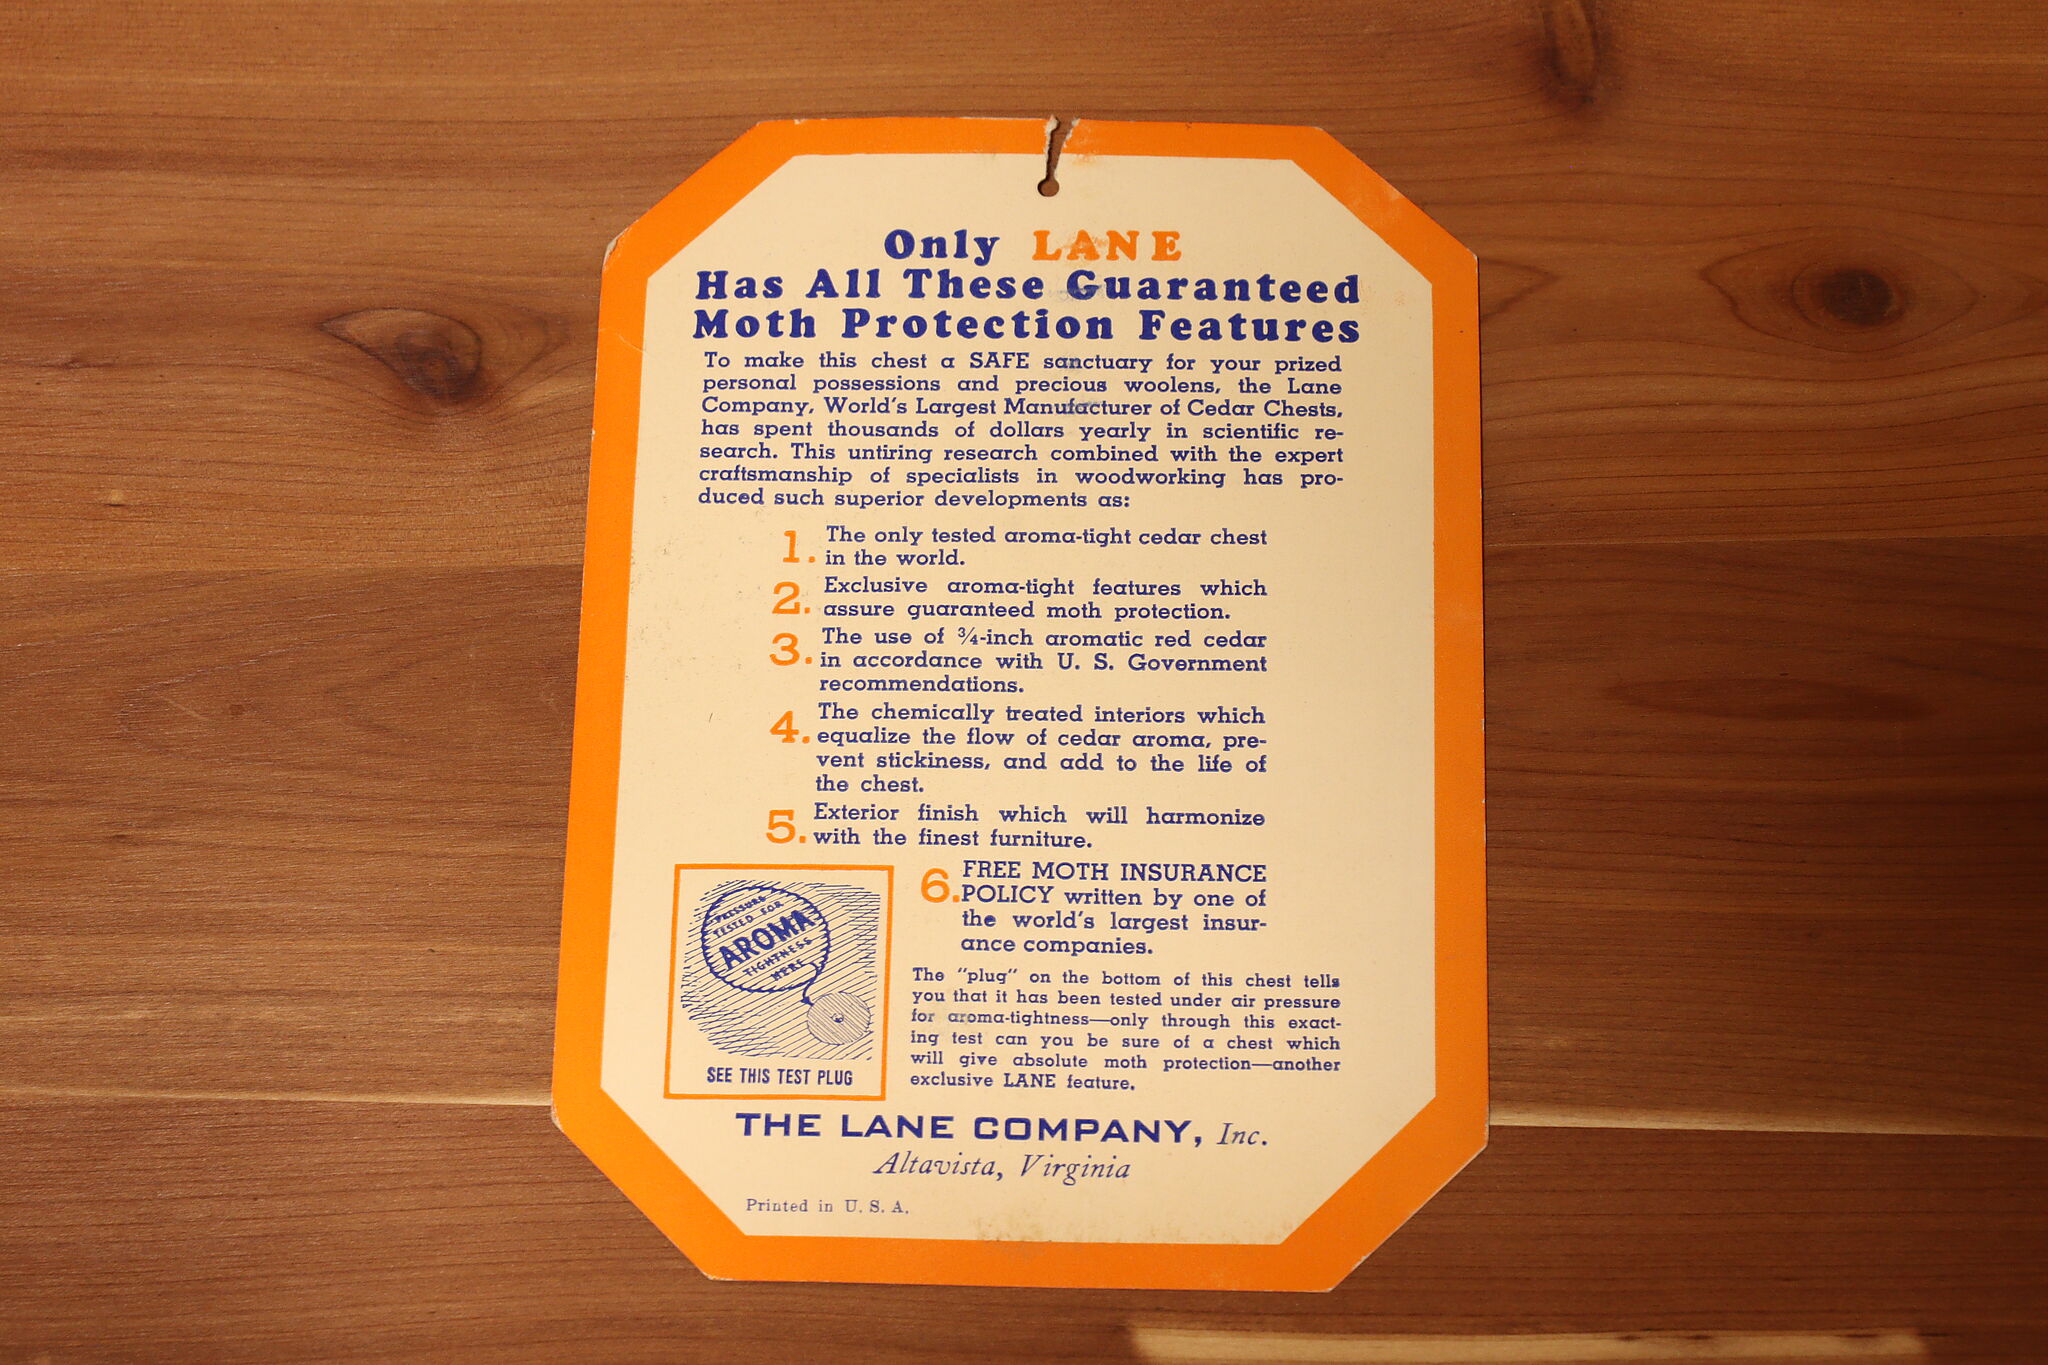 Only LANE
Has All These Guaranteed
Moth Protection Features
To make this chest a SAFE sanctuary for your prized
personal possessions and precious woolens, the Lane
Company, World's Largest Manufacturer of Cedar Chests,
has spent thousands of dollars yearly in scientific re-
search. This untiring research combined with the expert
craftsmanship of specialists in woodworking has pro-
duced such superior developments as:
1. The only tested aroma-tight cedar chest
in the world.
2. Exclusive aroma-tight features which
assure guaranteed moth protection.
3. The use of ¾-inch aromatic red cedar
in accordance with U. S. Government
recommendations.
4. The chemically treated interiors which
equalize the flow of cedar aroma, pre-
vent stickiness, and add to the life of
the chest.
5. Exterior finish which will harmonize
with the finest furniture.
6. FREE MOTH INSURANCE
POLICY written by one of
the world's largest insur-
ance companies.
PRESSURE
TESTED FOR
AROMA
TIGHTNESS
HERE
SEE THIS TEST PLUG
The "plug" on the bottom of this chest tells
you that it has been tested under air pressure
for aroma-tightness—only through this exact-
ing test can you be sure of a chest which
will give absolute moth protection—another
exclusive LANE feature.
THE LANE COMPANY, Inc.
Altavista, Virginia
Printed in U. S. A.